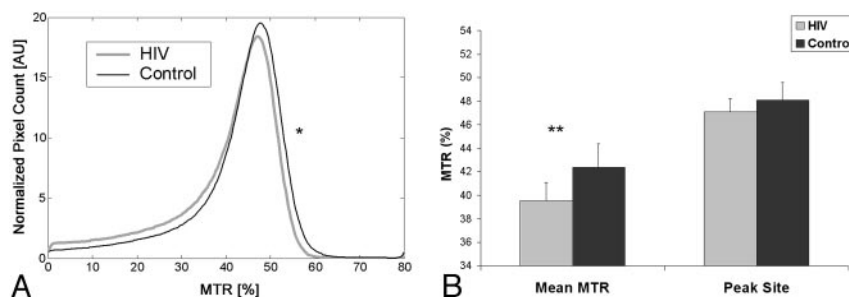 20
15
10
5
0
Normalized Pixel Count [AU]
HIV
Control
*
0 10 20 30 40 50 60 70 80
MTR [%]
A
HIV
Control
54
52
50
48
46
44
42
40
38
36
34
MTR (%)
**
Mean MTR Peak Site
B